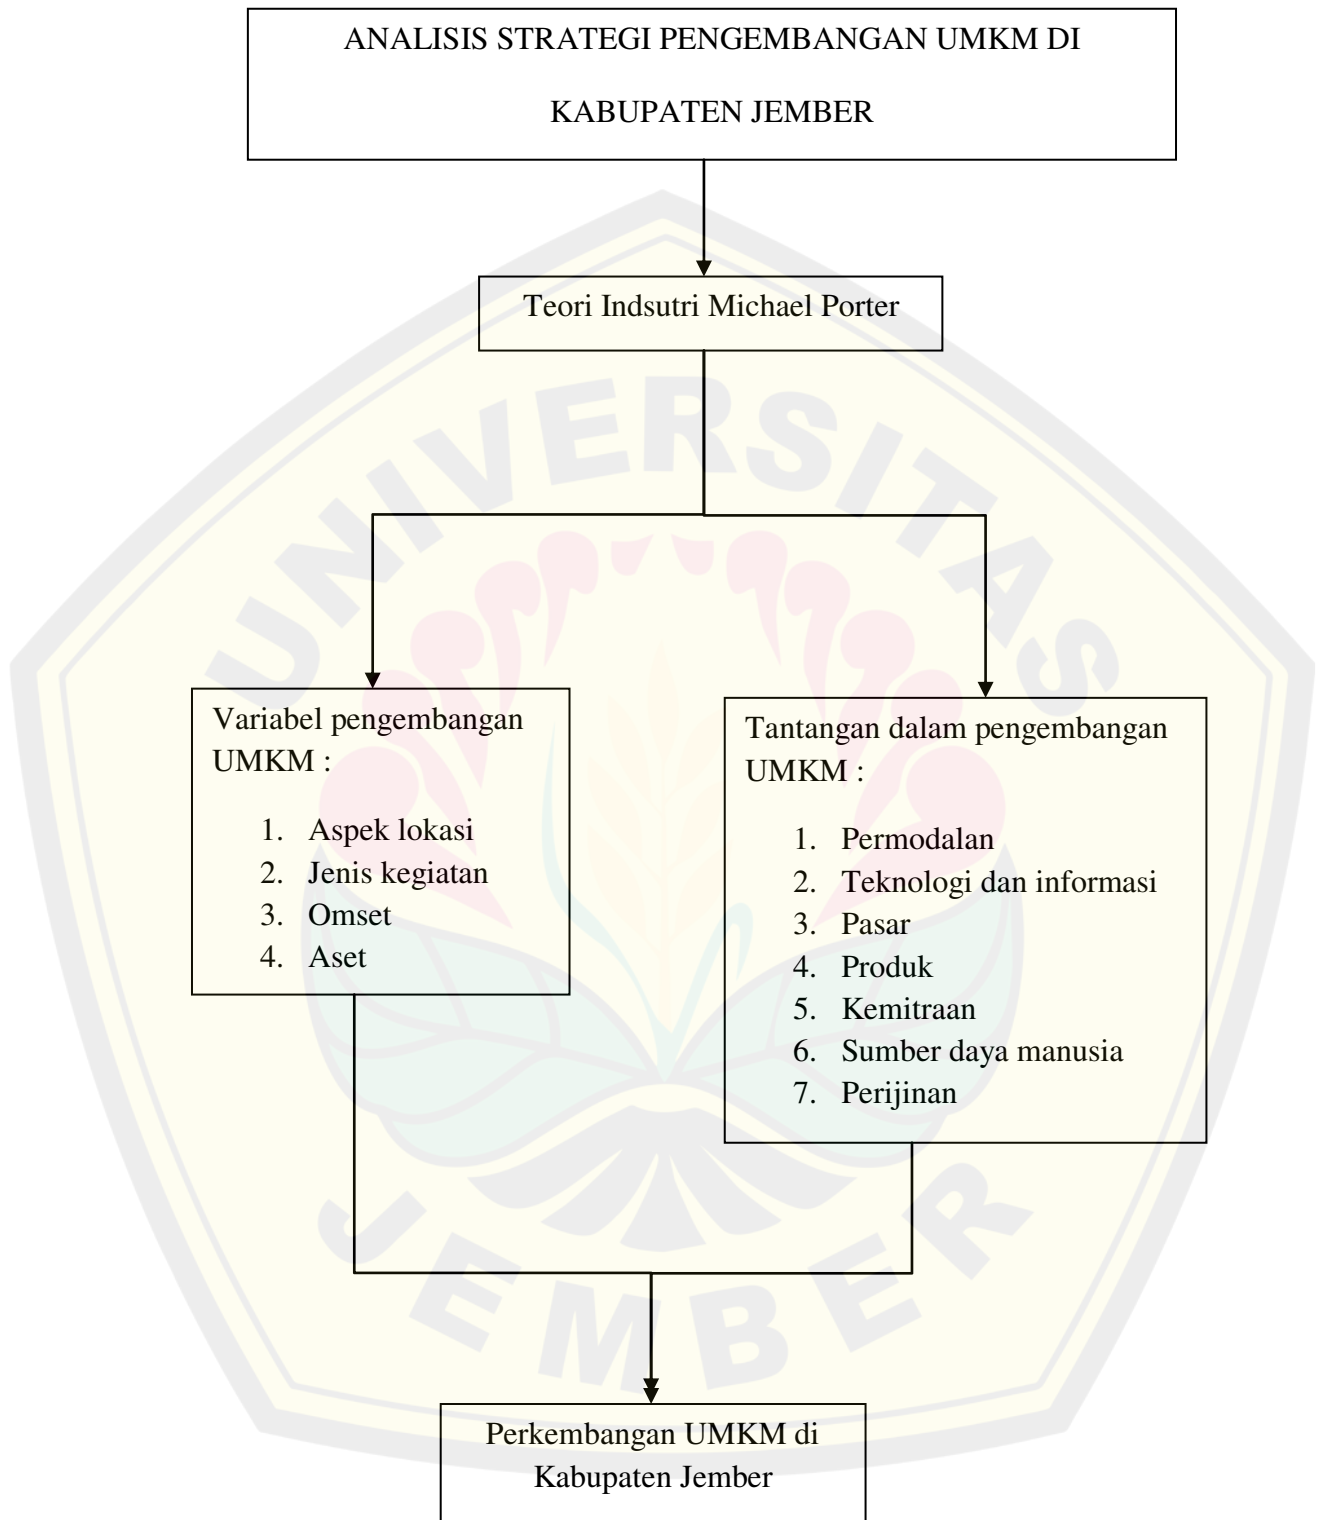 ANALISIS STRATEGI PENGEMBANGAN UMKM DI
KABUPATEN JEMBER
Teori Indsutri Michael Porter
Variabel pengembangan
UMKM :
1. Aspek lokasi
2. Jenis kegiatan
3. Omset
4. Aset
Tantangan dalam pengembangan
UMKM :
1. Permodalan
2. Teknologi dan informasi
3. Pasar
4. Produk
5. Kemitraan
6. Sumber daya manusia
7. Perijinan
Perkembangan UMKM di
Kabupaten Jember
UNIVERSITAS
JEMBER